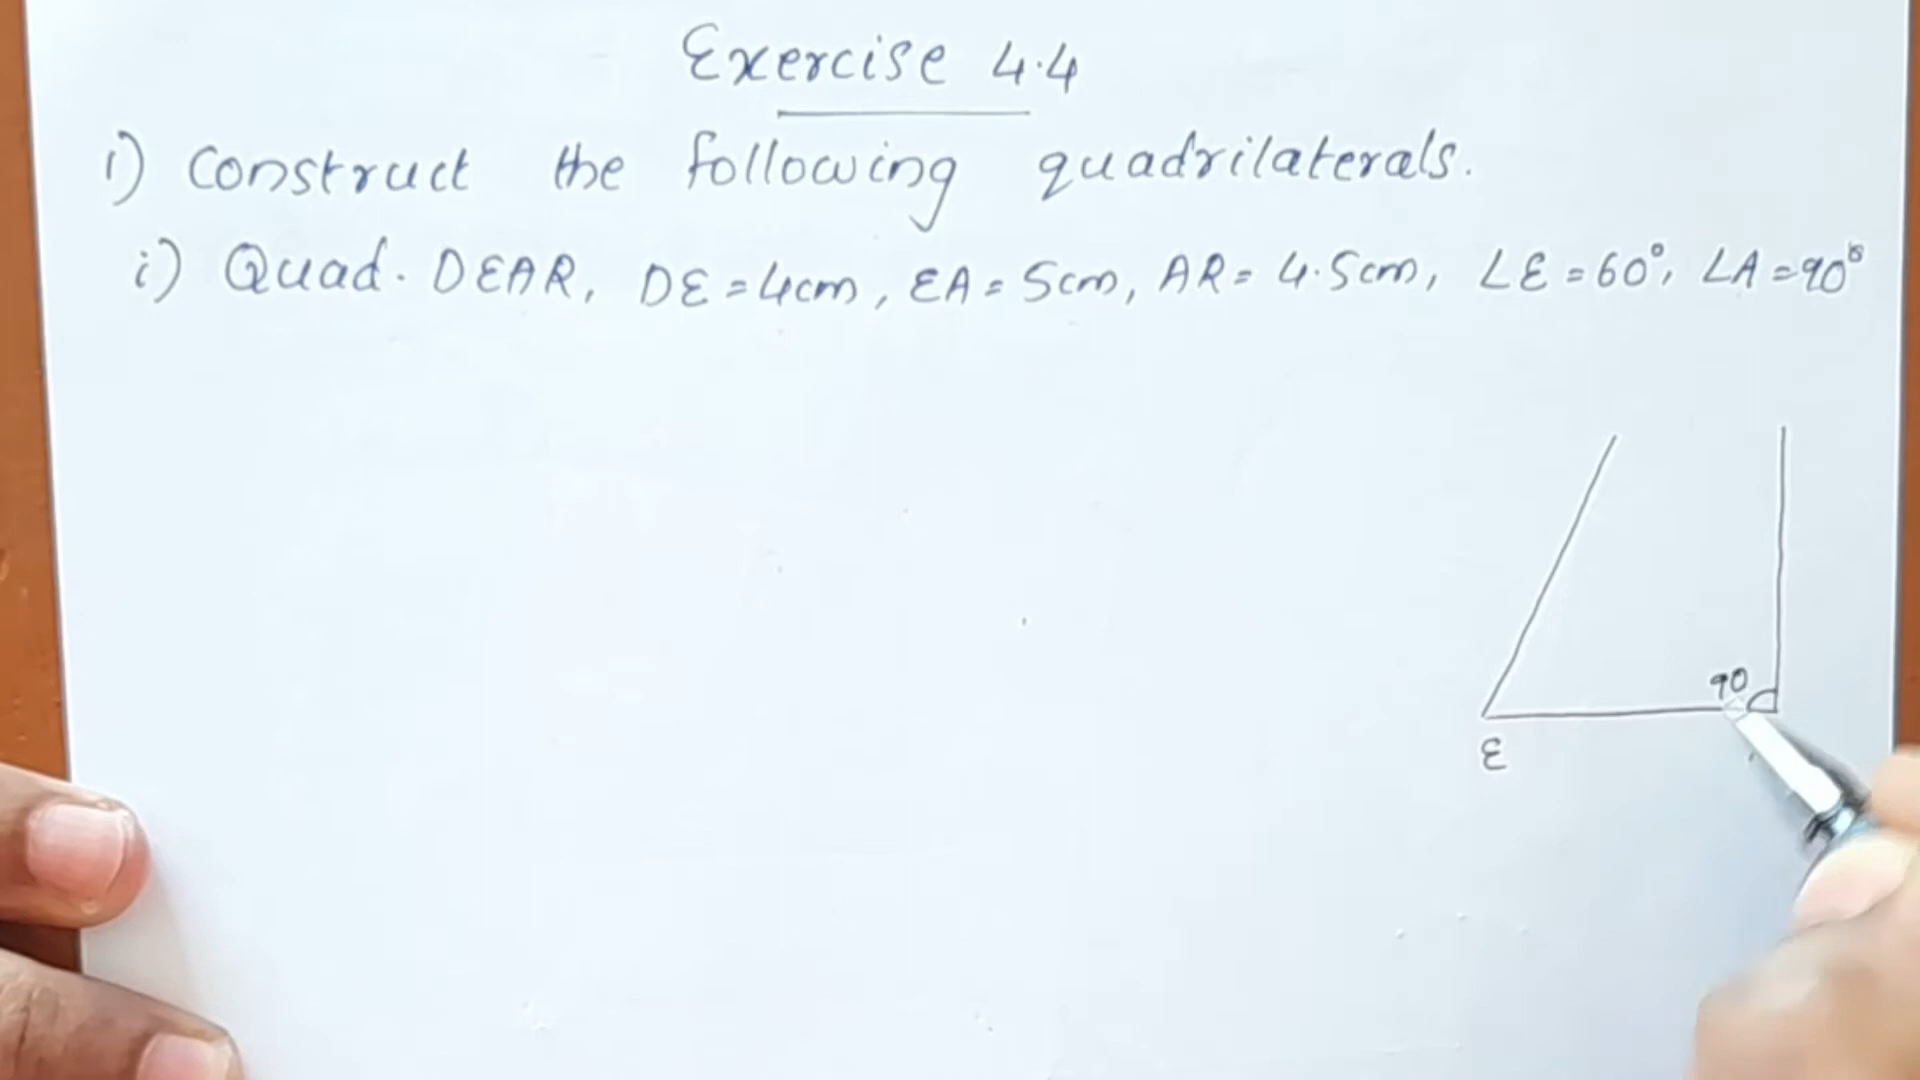 Exercise 4.4
1) Construct the following quadrilaterals.
i) Quad. DEAR, DE = 4cm, EA = 5cm, AR = 4.5cm, ∠E = 60°, ∠A = 90°
90
E